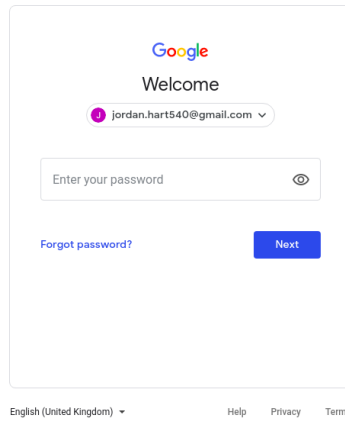 Google
Welcome
J jordan.hart540@gmail.com
Enter your password
Forgot password? Next
English (United Kingdom) Help Privacy Term